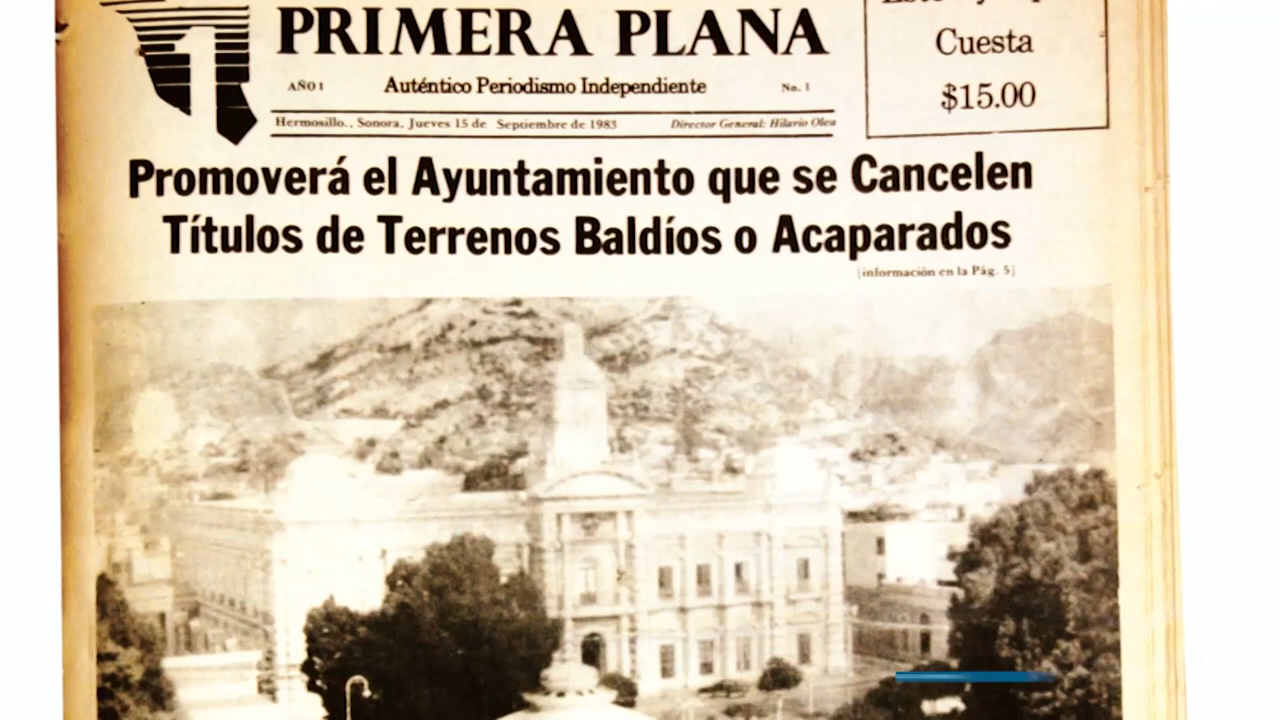 PRIMERA PLANA
AÑO 1 Auténtico Periodismo Independiente No. 1
Hermosillo., Sonora, Jueves 15 de Septiembre de 1983 Director General: Hilario Olea
Cuesta
$15.00
Promoverá el Ayuntamiento que se Cancelen
Títulos de Terrenos Baldíos o Acaparados
[información en la Pág. 5]
1